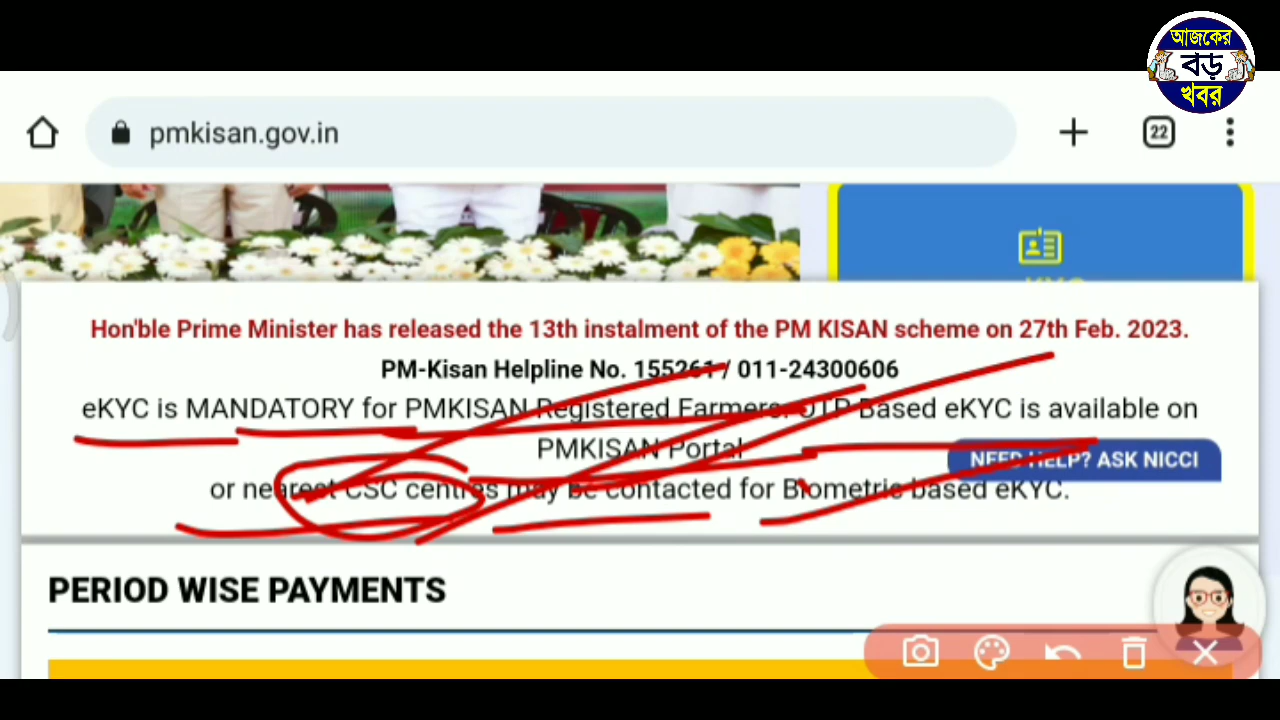 আজকের
বড়
খবর
pmkisan.gov.in
22
Hon'ble Prime Minister has released the 13th instalment of the PM KISAN scheme on 27th Feb. 2023.
PM-Kisan Helpline No. 155261 / 011-24300606
eKYC is MANDATORY for PMKISAN Registered Farmers. OTP Based eKYC is available on
PMKISAN Portal
NEED HELP? ASK NICCI
or nearest CSC centres may be contacted for Biometric based eKYC.
PERIOD WISE PAYMENTS